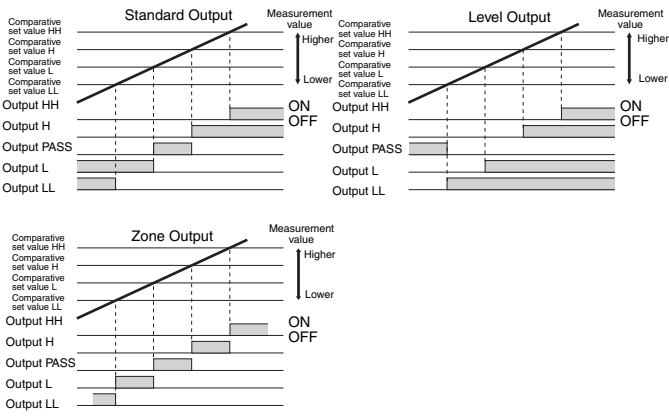 Standard Output
Measurement
value
Comparative
set value HH
Comparative
set value H
Comparative
set value L
Comparative
set value LL
Higher
Lower
Output HH
Output H
Output PASS
Output L
Output LL
ON
OFF
Level Output
Measurement
value
Comparative
set value HH
Comparative
set value H
Comparative
set value L
Comparative
set value LL
Higher
Lower
Output HH
Output H
Output PASS
Output L
Output LL
ON
OFF
Zone Output
Measurement
value
Comparative
set value HH
Comparative
set value H
Comparative
set value L
Comparative
set value LL
Higher
Lower
Output HH
Output H
Output PASS
Output L
Output LL
ON
OFF